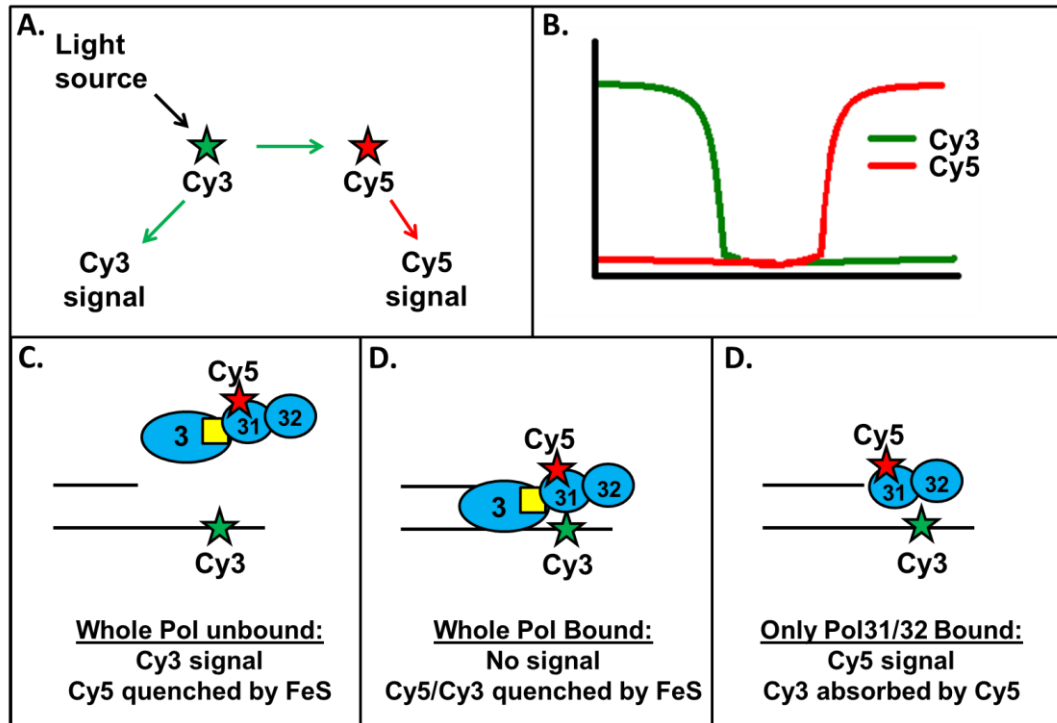 A.
Light
source
Cy3
Cy5
Cy3
signal
Cy5
signal
B.
Cy3
Cy5
C.
Cy5
3
31
32
Cy3
Whole Pol unbound:
Cy3 signal
Cy5 quenched by FeS
D.
Cy5
3
31
32
Cy3
Whole Pol Bound:
No signal
Cy5/Cy3 quenched by FeS
D.
Cy5
31
32
Cy3
Only Pol31/32 Bound:
Cy5 signal
Cy3 absorbed by Cy5